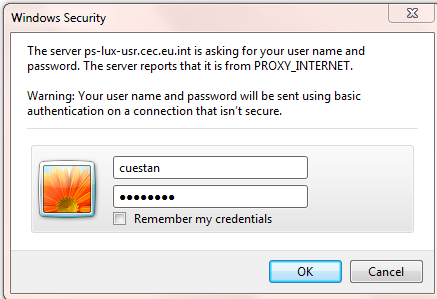 Windows Security
The server ps-lux-usr.cec.eu.int is asking for your user name and
password. The server reports that it is from PROXY_INTERNET.
Warning: Your user name and password will be sent using basic
authentication on a connection that isn't secure.
cuestan
●●●●●●●●
Remember my credentials
OK
Cancel